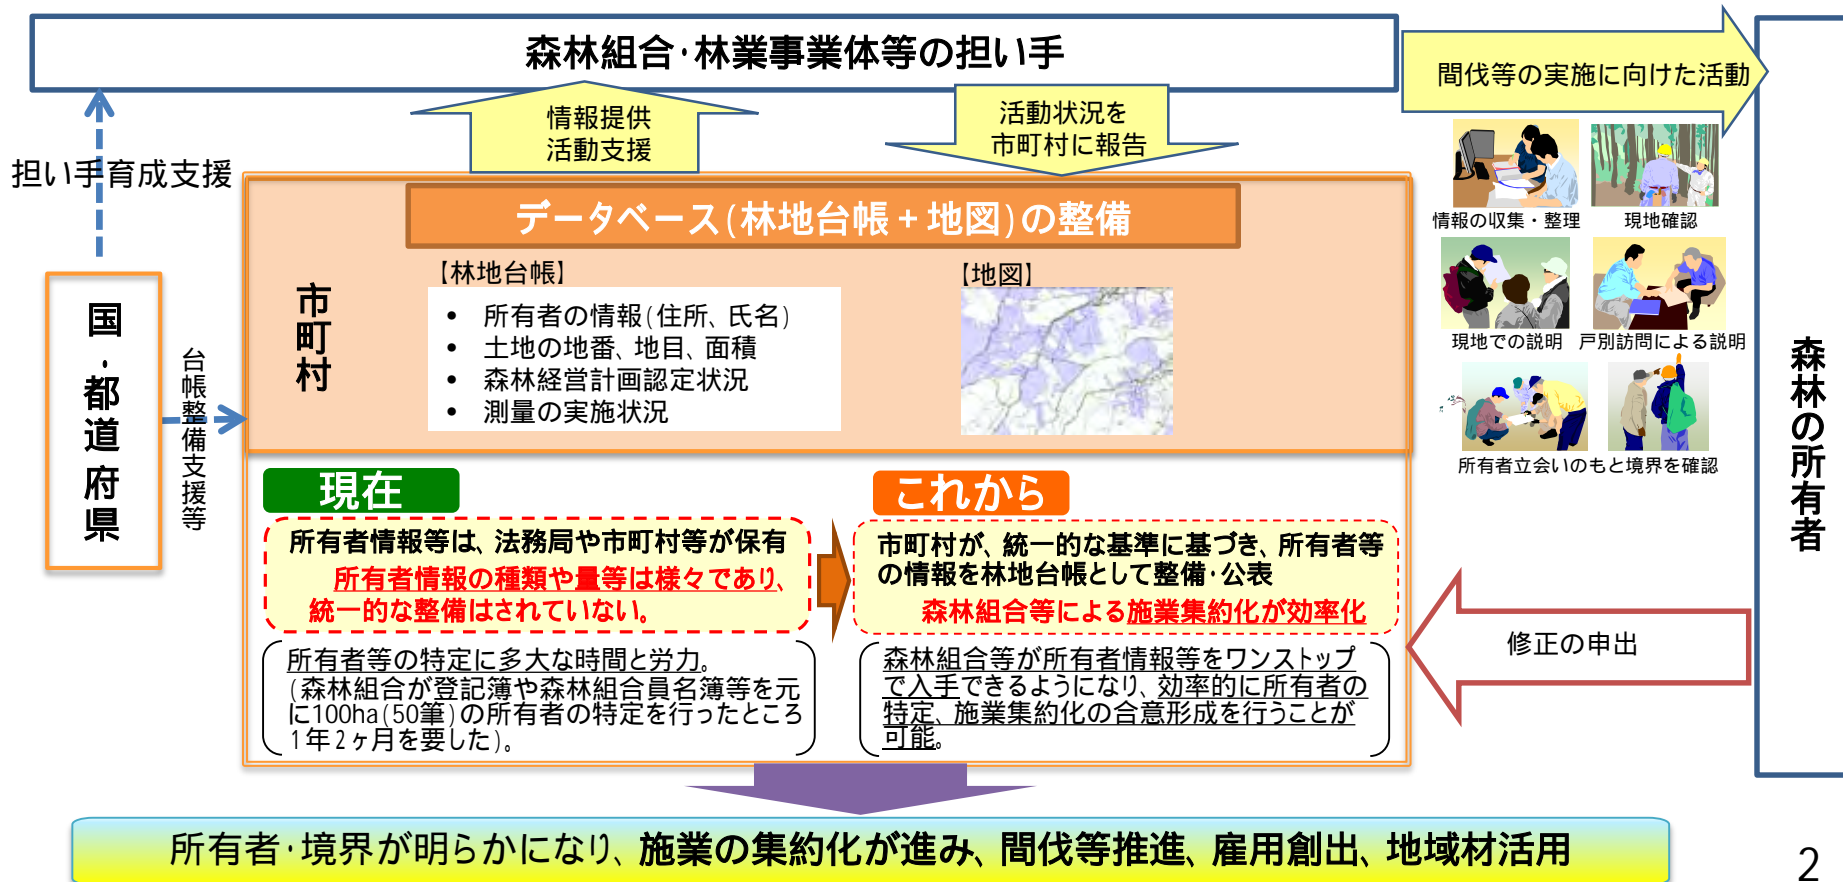 森林組合・林業事業体等の担い手
間伐等の実施に向けた活動
情報提供
活動支援
活動状況を
市町村に報告
担い手育成支援
データベース(林地台帳+地図)の整備
国・都道府県
台帳整備支援等
市町村
【林地台帳】
• 所有者の情報(住所、氏名)
• 土地の地番、地目、面積
• 森林経営計画認定状況
• 測量の実施状況
【地図】
情報の収集・整理
現地確認
現地での説明
戸別訪問による説明
所有者立会いのもと境界を確認
森林の所有者
現在
所有者情報等は、法務局や市町村等が保有
所有者情報の種類や量等は様々であり、
統一的な整備はされていない。
所有者等の特定に多大な時間と労力。
(森林組合が登記簿や森林組合員名簿等を元
に100ha(50筆)の所有者の特定を行ったところ
1年2ヶ月を要した)。
これから
市町村が、統一的な基準に基づき、所有者等
の情報を林地台帳として整備・公表
森林組合等による施業集約化が効率化
森林組合等が所有者情報等をワンストップ
で入手できるようになり、効率的に所有者の
特定、施業集約化の合意形成を行うことが
可能。
修正の申出
所有者・境界が明らかになり、施業の集約化が進み、間伐等推進、雇用創出、地域材活用
2